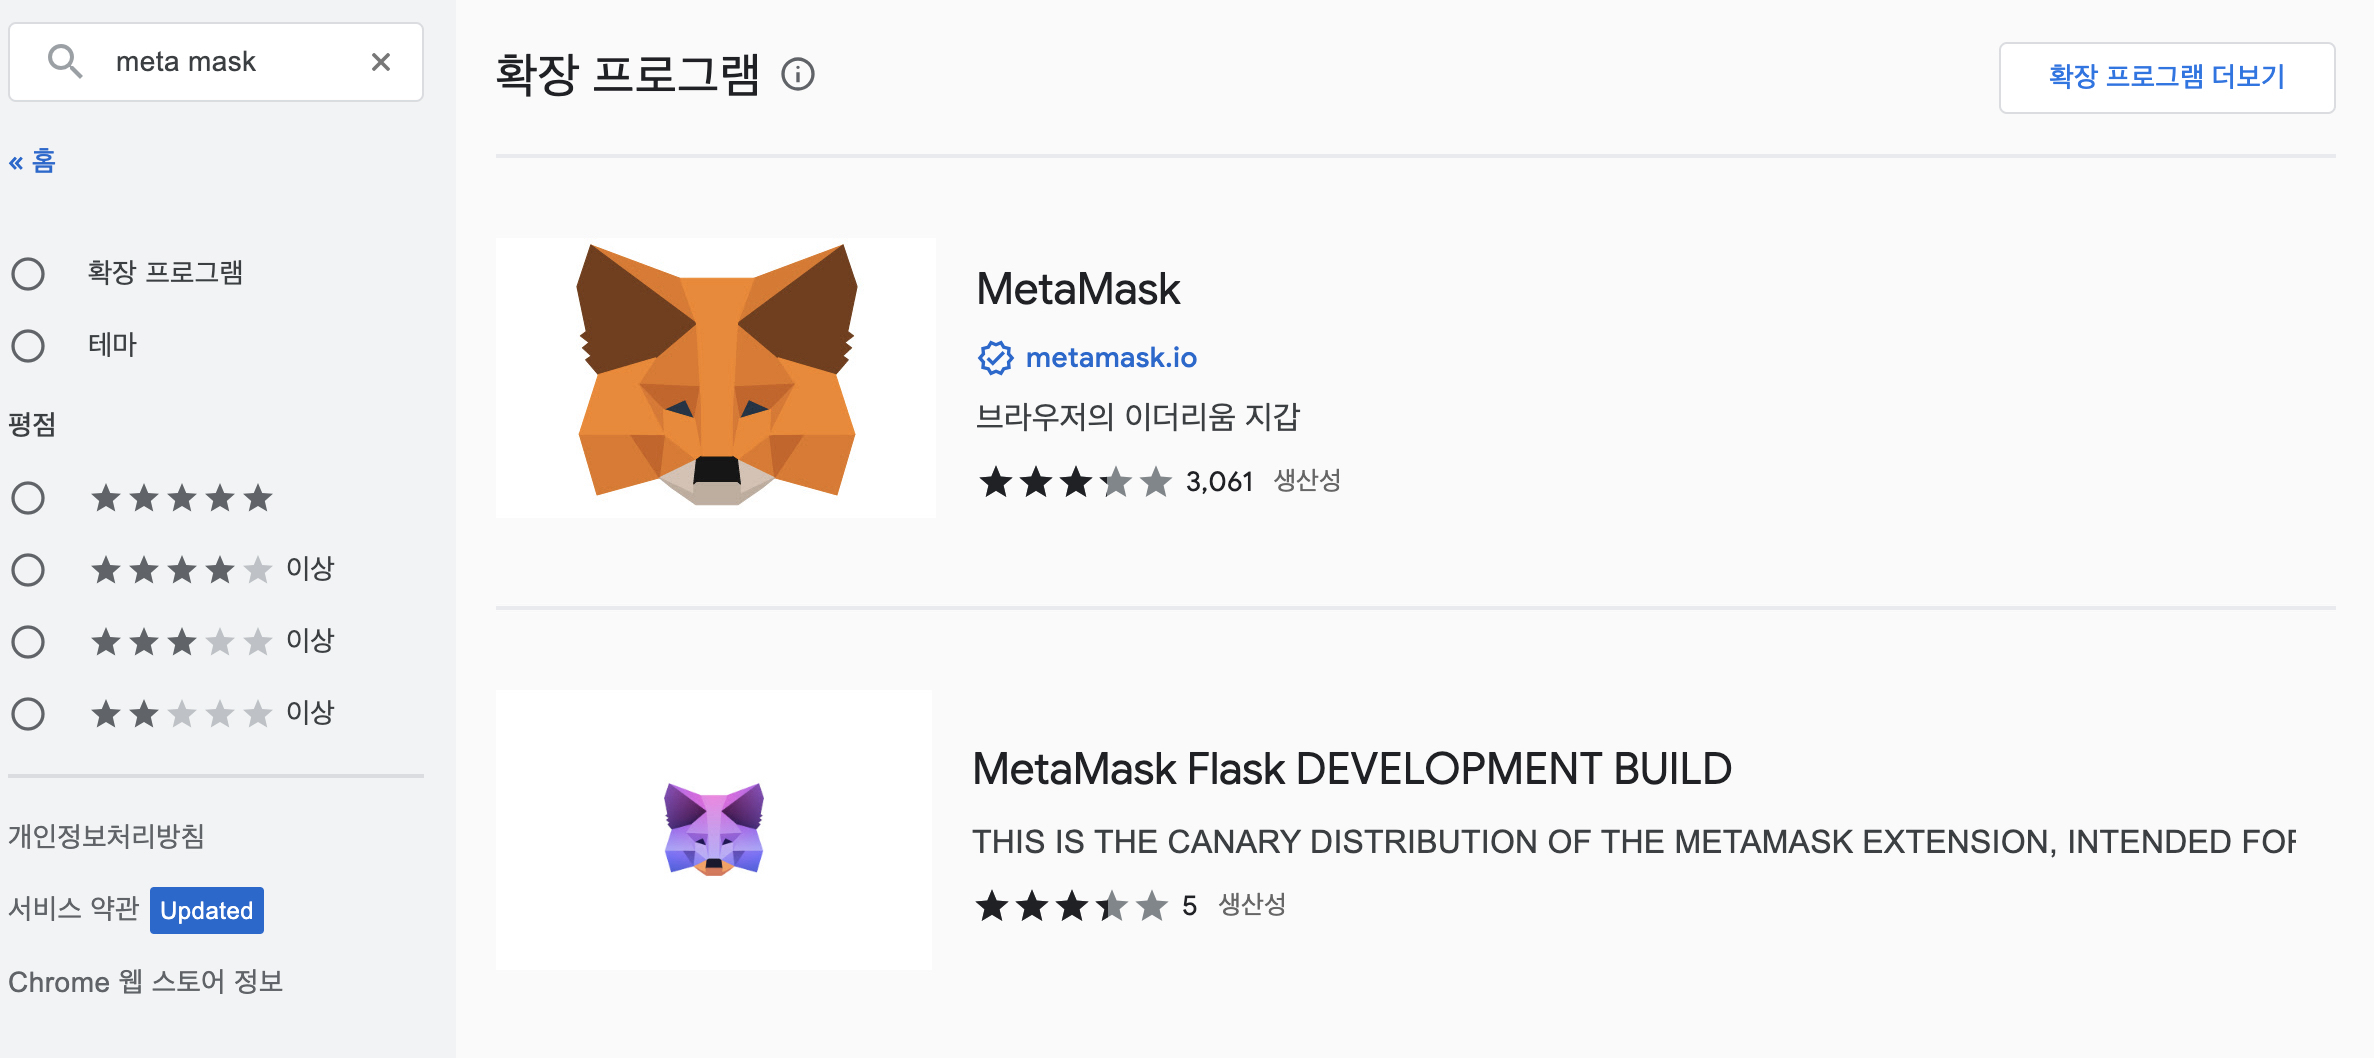 meta mask
« 홈
확장 프로그램
테마
평점
이상
이상
이상
개인정보처리방침
서비스 약관 Updated
Chrome 웹 스토어 정보
확장 프로그램
확장 프로그램 더보기
MetaMask
metamask.io
브라우저의 이더리움 지갑
3,061 생산성
MetaMask Flask DEVELOPMENT BUILD
THIS IS THE CANARY DISTRIBUTION OF THE METAMASK EXTENSION, INTENDED FOR
5 생산성